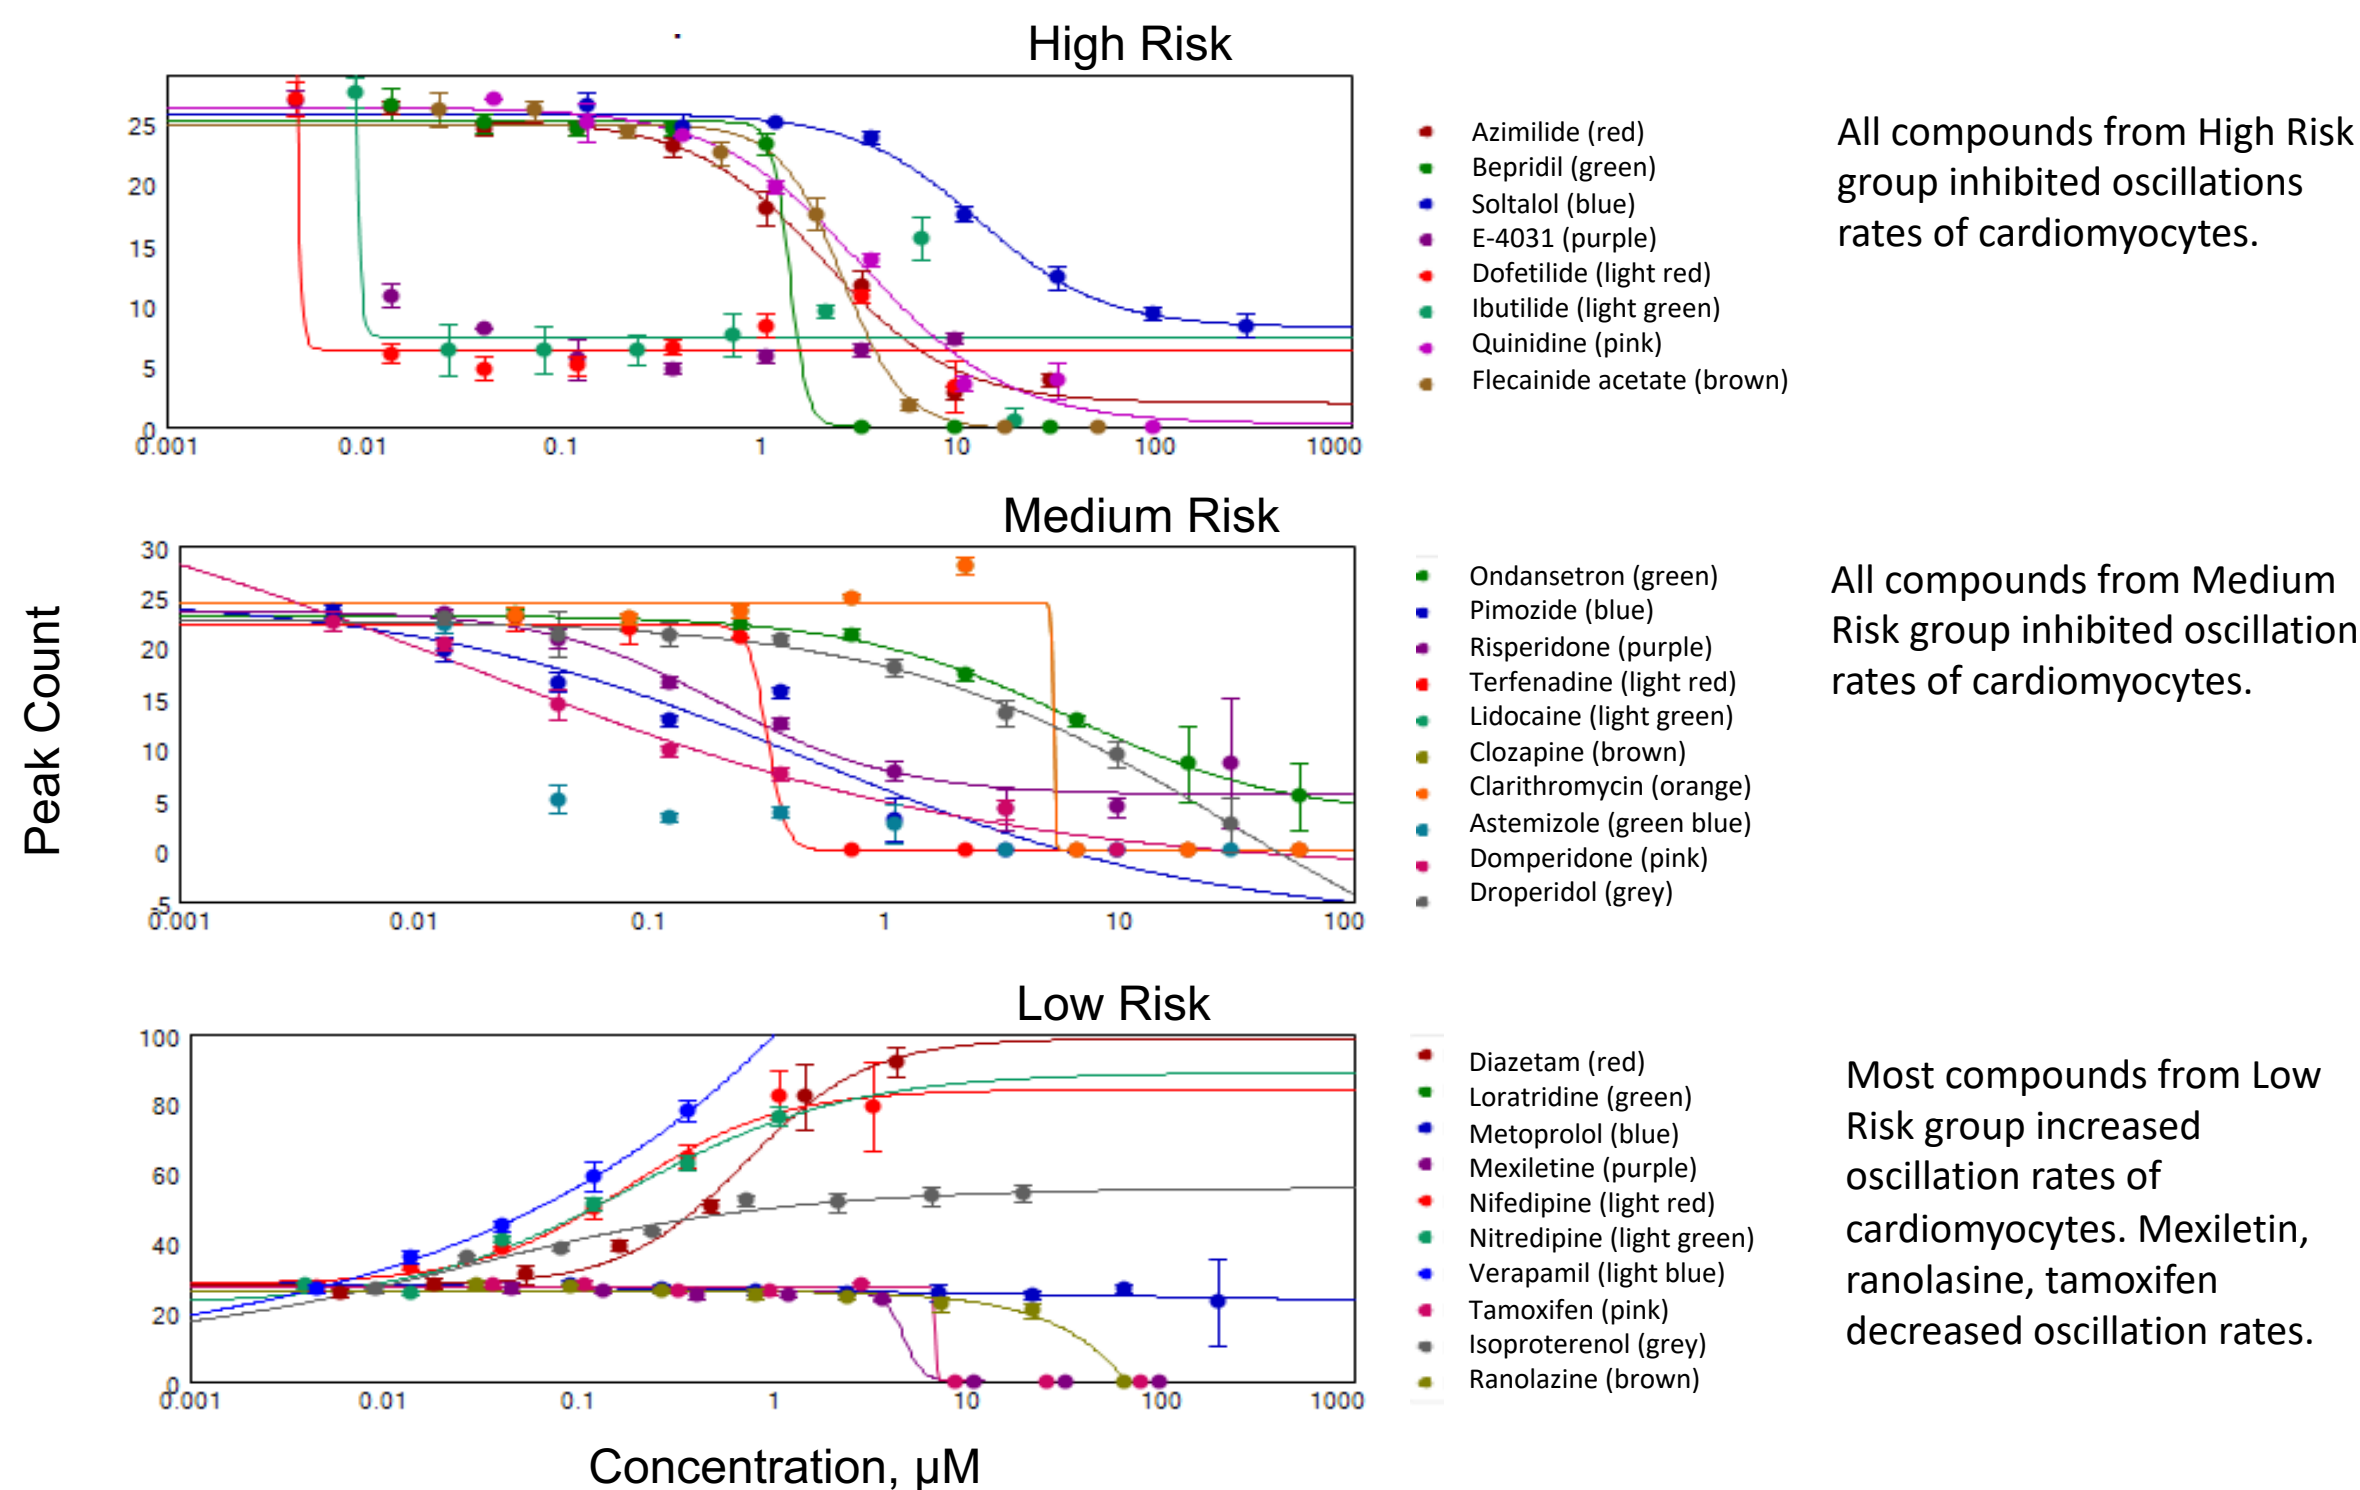 High Risk
25
20
15
10
5
0
0.001 0.01 0.1 1 10 100 1000
Azimilide (red)
Bepridil (green)
Soltalol (blue)
E-4031 (purple)
Dofetilide (light red)
Ibutilide (light green)
Quinidine (pink)
Flecainide acetate (brown)
All compounds from High Risk
group inhibited oscillations
rates of cardiomyocytes.
Peak Count
Medium Risk
30
25
20
15
10
5
0
-5
0.001 0.01 0.1 1 10 100
Ondansetron (green)
Pimozide (blue)
Risperidone (purple)
Terfenadine (light red)
Lidocaine (light green)
Clozapine (brown)
Clarithromycin (orange)
Astemizole (green blue)
Domperidone (pink)
Droperidol (grey)
All compounds from Medium
Risk group inhibited oscillation
rates of cardiomyocytes.
Low Risk
100
80
60
40
20
0
0.001 0.01 0.1 1 10 100 1000
Diazetam (red)
Loratridine (green)
Metoprolol (blue)
Mexiletine (purple)
Nifedipine (light red)
Nitredipine (light green)
Verapamil (light blue)
Tamoxifen (pink)
Isoproterenol (grey)
Ranolazine (brown)
Most compounds from Low
Risk group increased
oscillation rates of
cardiomyocytes. Mexiletin,
ranolasine, tamoxifen
decreased oscillation rates.
Concentration, µM